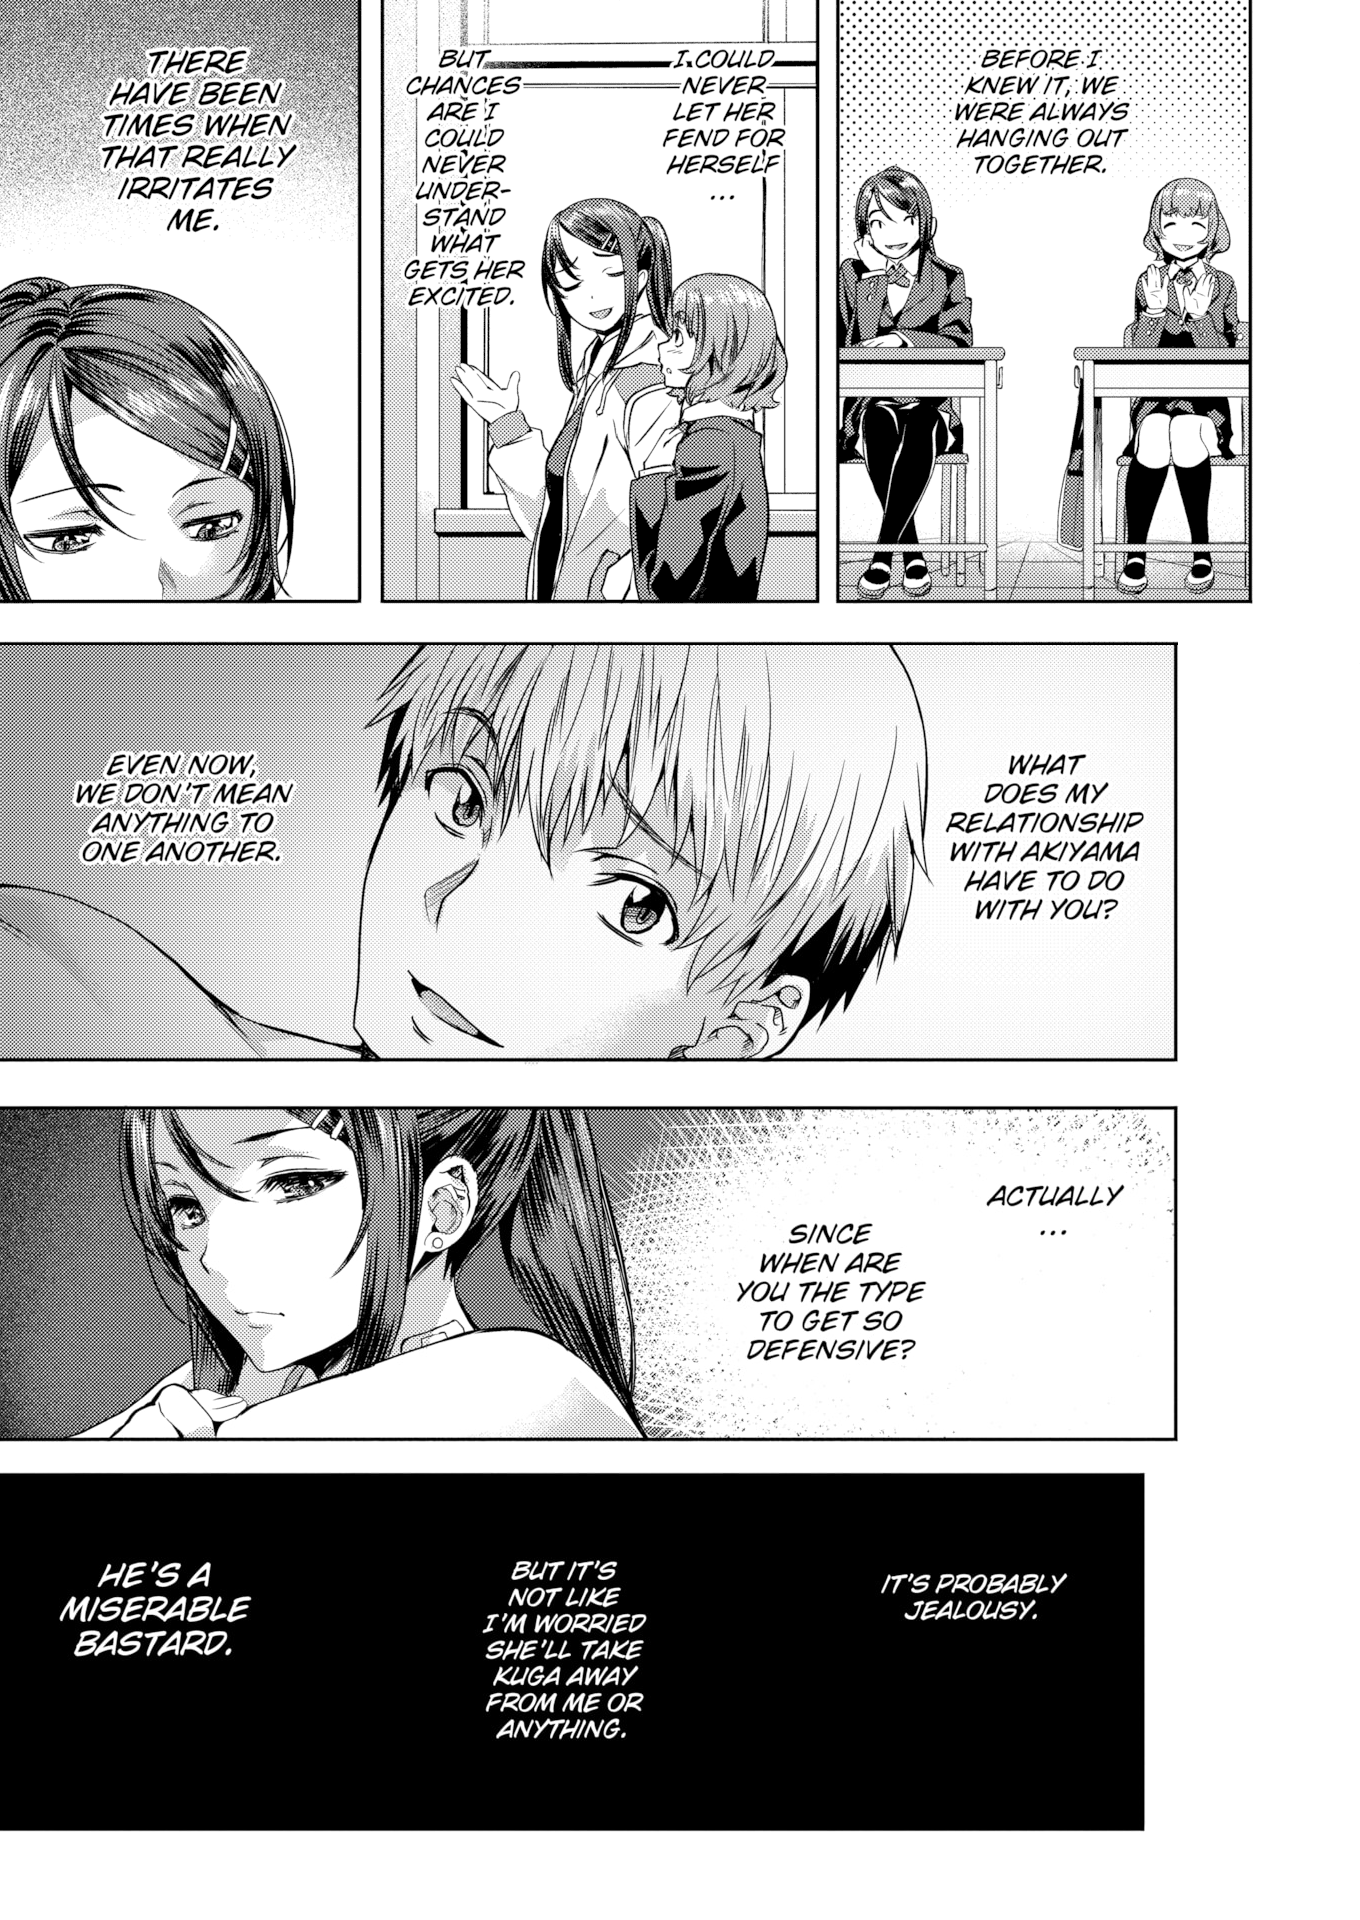 BEFORE I
KNEW IT, WE
WERE ALWAYS
HANGING OUT
TOGETHER.
I COULD
NEVER
LET HER
FEND FOR
HERSELF
...
BUT
CHANCES
ARE I
COULD
NEVER
UNDER-
STAND
WHAT
GETS HER
EXCITED.
THERE
HAVE BEEN
TIMES WHEN
THAT REALLY
IRRITATES
ME.
WHAT
DOES MY
RELATIONSHIP
WITH AKIYAMA
HAVE TO DO
WITH YOU?
EVEN NOW,
WE DON'T MEAN
ANYTHING TO
ONE ANOTHER.
ACTUALLY
...
SINCE
WHEN ARE
YOU THE TYPE
TO GET SO
DEFENSIVE?
IT'S PROBABLY
JEALOUSY.
BUT IT'S
NOT LIKE
I'M WORRIED
SHE'LL TAKE
KUGA AWAY
FROM ME OR
ANYTHING.
HE'S A
MISERABLE
BASTARD.